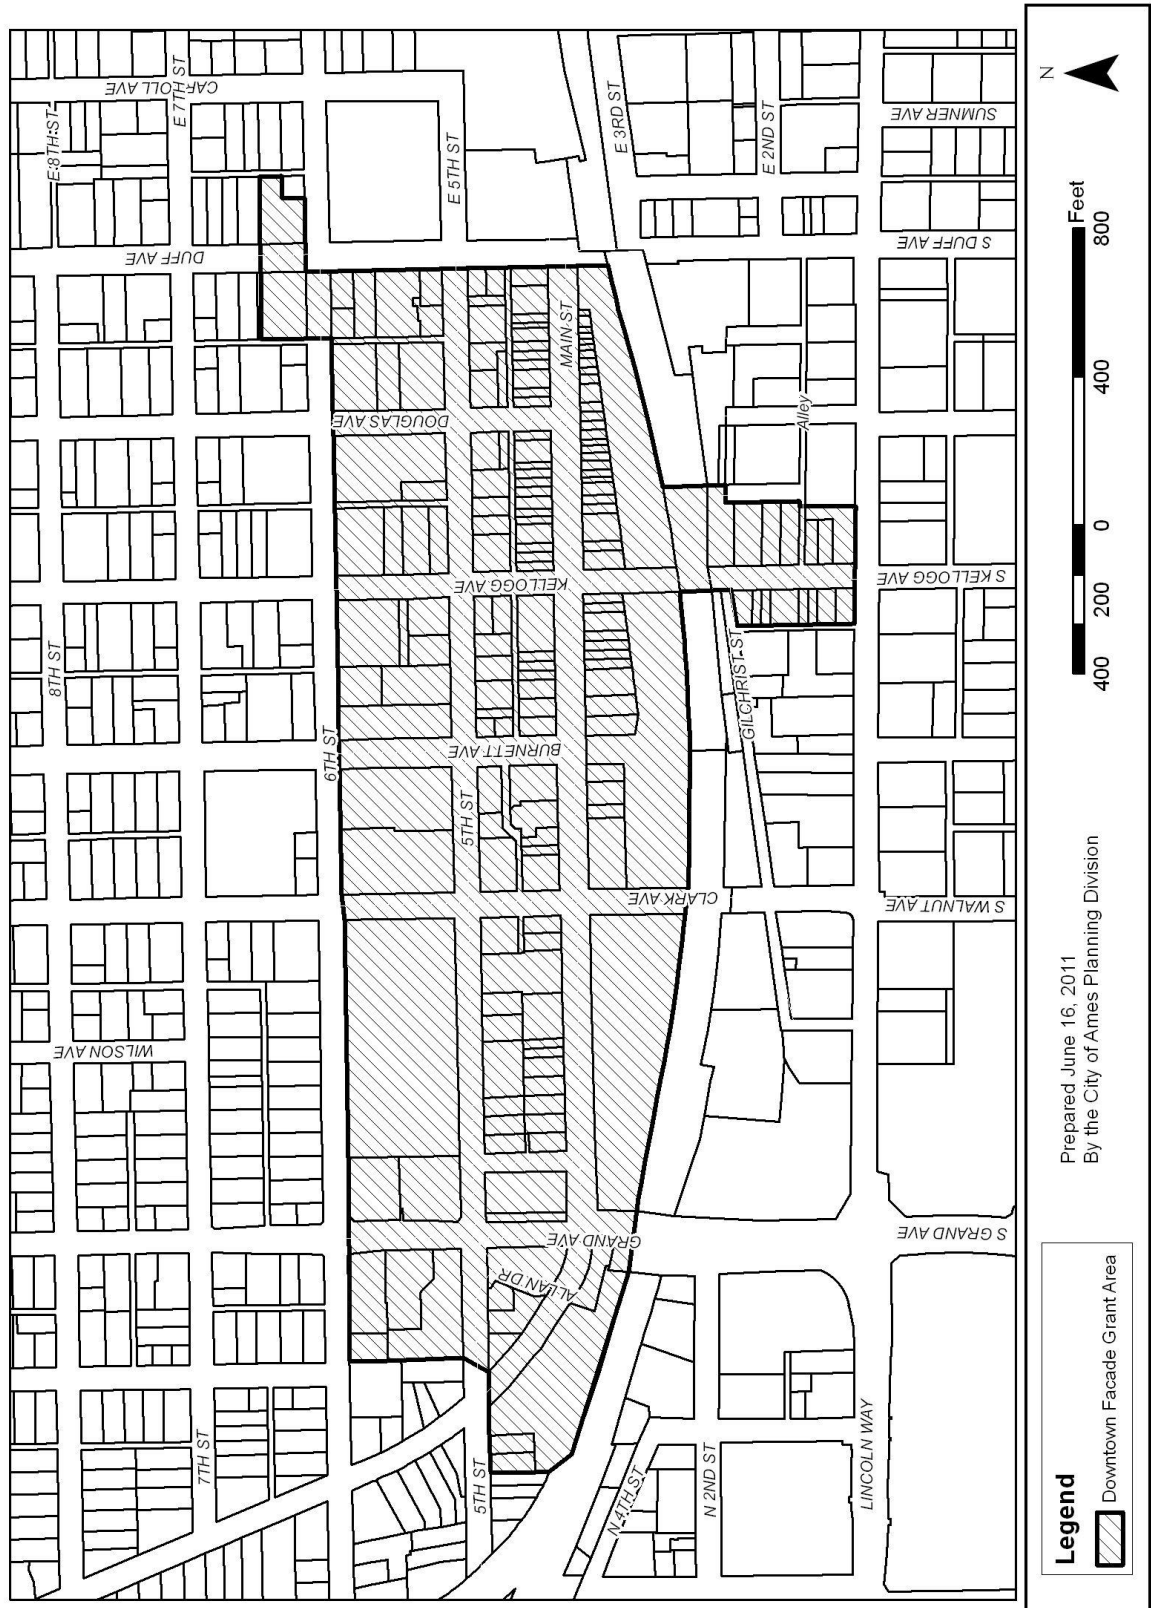 CARROLL AVE
E 8TH ST
E 7TH ST
DUFF AVE
E 5TH ST
E 3RD ST
E 2ND ST
SUMNER AVE
S DUFF AVE
MAIN ST
DOUGLAS AVE
Alley
KELLOGG AVE
S KELLOGG AVE
8TH ST
6TH ST
BURNETT AVE
GILCHRIST ST
5TH ST
CLARK AVE
S WALNUT AVE
WILSON AVE
GRAND AVE
S GRAND AVE
ALLAN DR
7TH ST
5TH ST
N 4TH ST
N 2ND ST
LINCOLN WAY
Legend
Downtown Facade Grant Area
Prepared June 16, 2011
By the City of Ames Planning Division
400 200 0 400 800
Feet
N